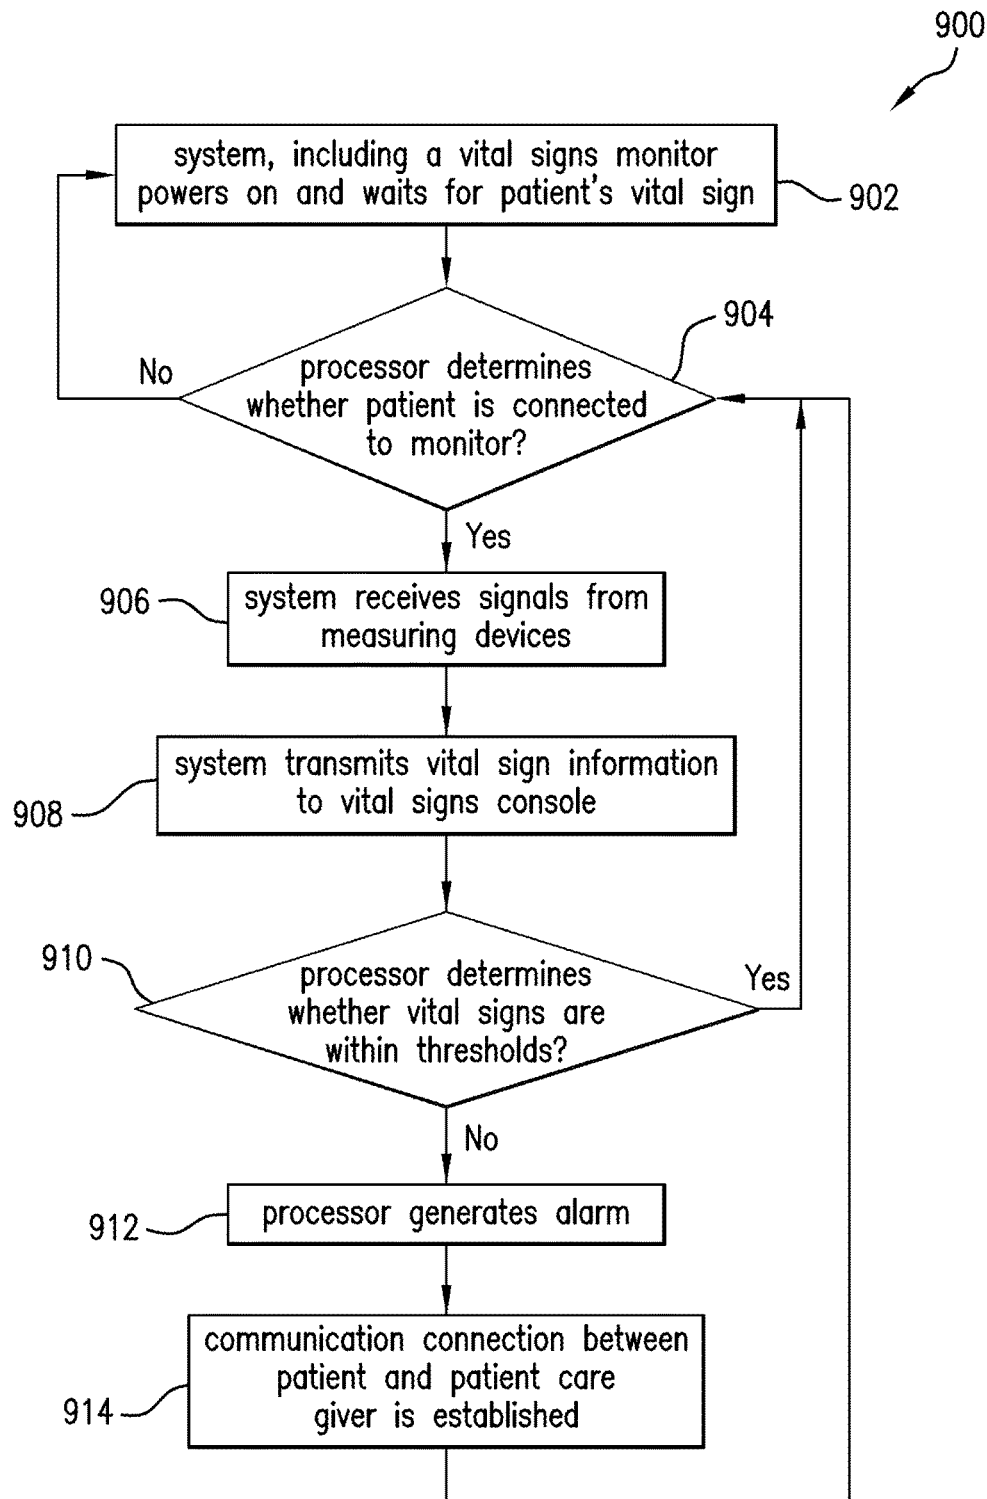 900
system, including a vital signs monitor
powers on and waits for patient's vital sign
902
904
processor determines
whether patient is connected
to monitor?
No
Yes
906
system receives signals from
measuring devices
system transmits vital sign information
to vital signs console
908
910
processor determines
whether vital signs are
within thresholds?
Yes
No
912
processor generates alarm
communication connection between
patient and patient care
giver is established
914